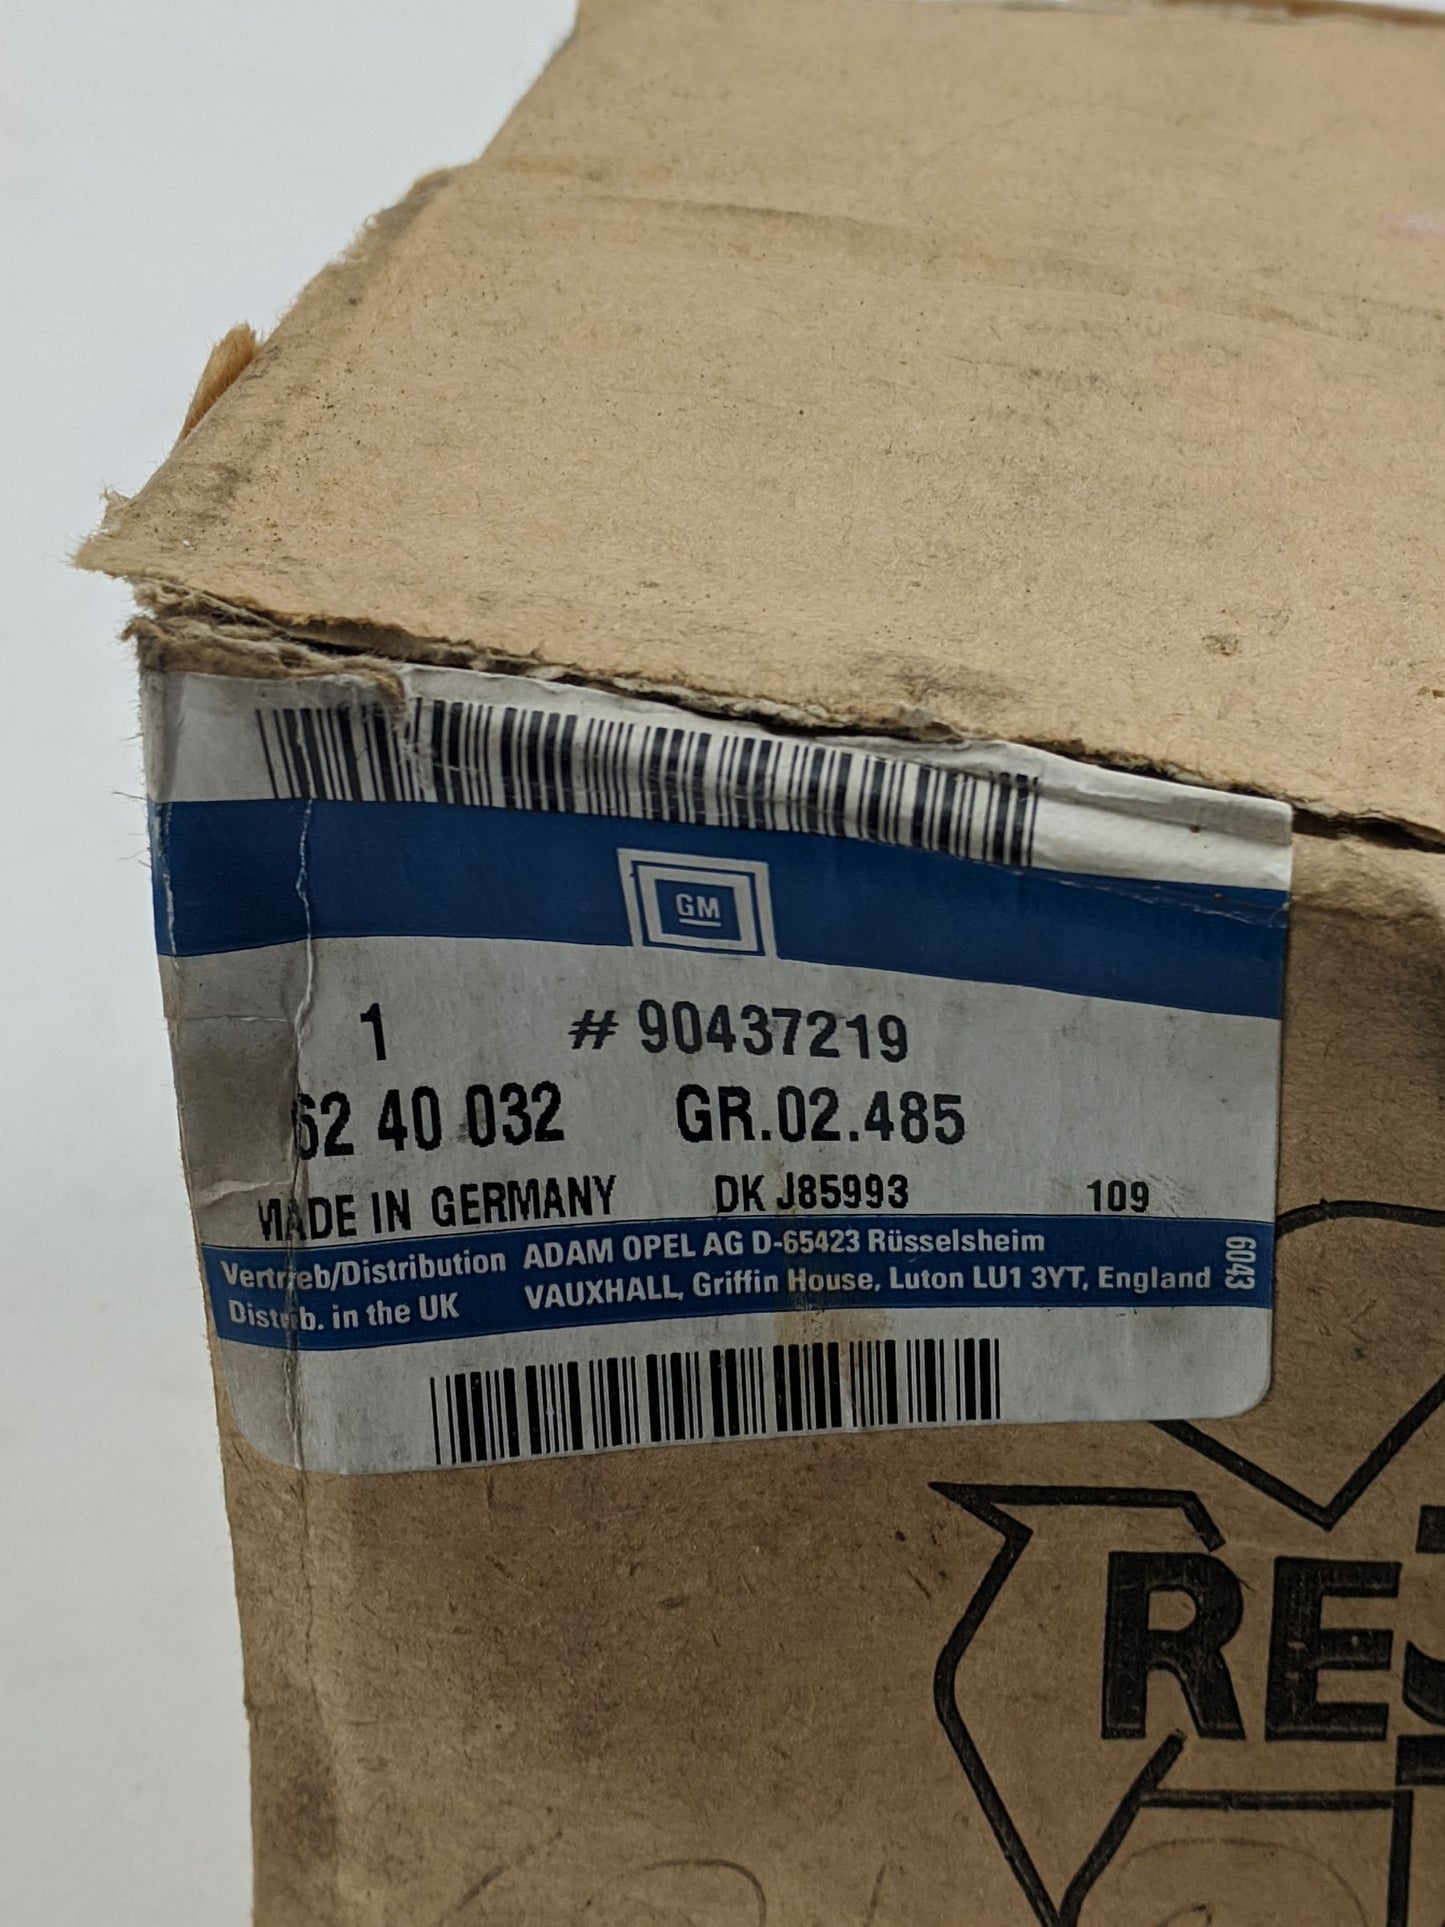 GM
1 # 90437219
62 40 032 GR.02.485
MADE IN GERMANY DK J85993 109
Vertrieb/Distribution ADAM OPEL AG D-65423 Rüsselsheim
Distrib. in the UK VAUXHALL, Griffin House, Luton LU1 3YT, England
6043
RE